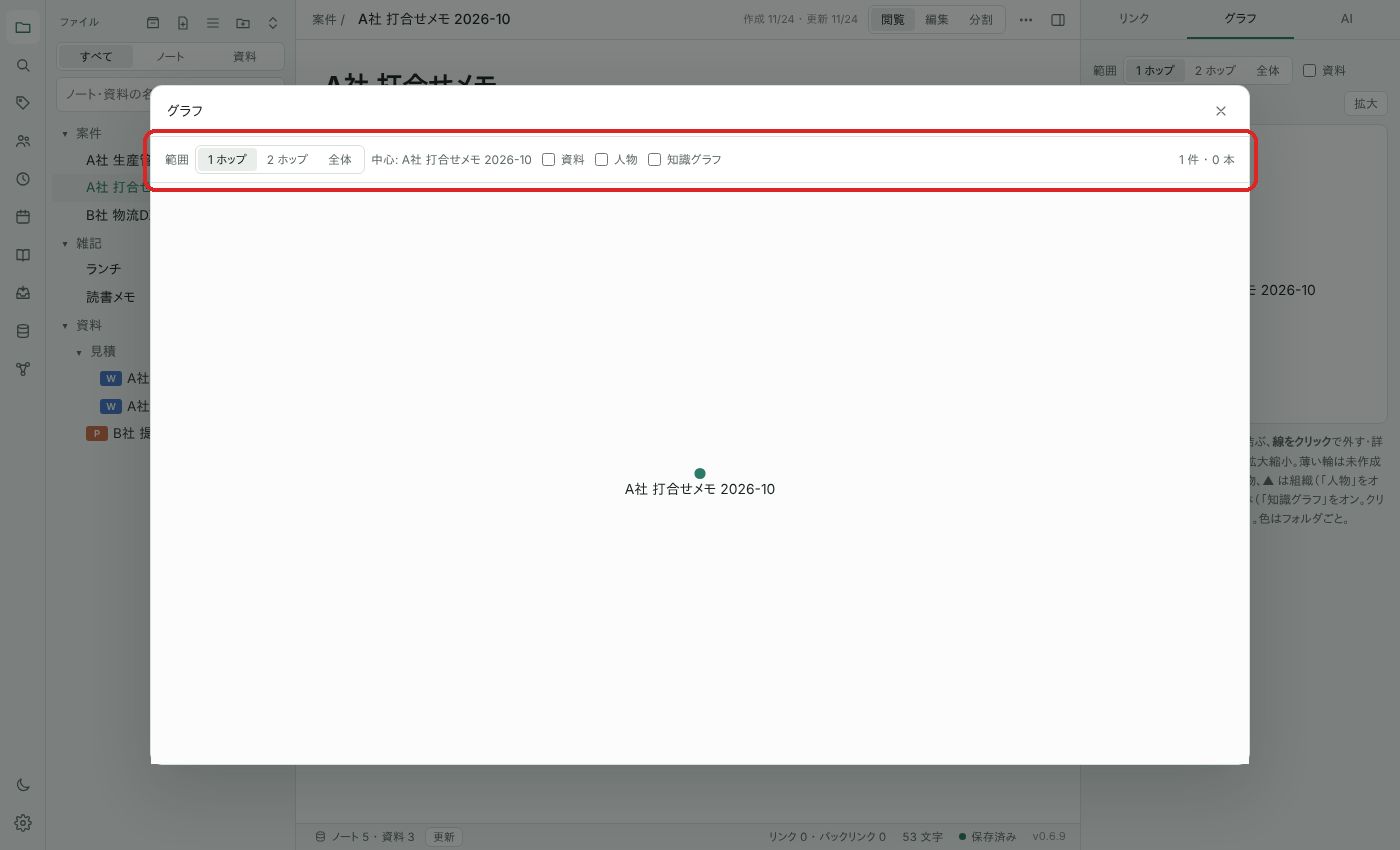 ファイル
すべて ノート 資料
ノート・資料の名
案件
A社 生産管
A社 打合せ
B社 物流D
雑記
ランチ
読書メモ
資料
見積
W A社
W A社
P B社 提
案件 / A社 打合せメモ 2026-10
作成 11/24・更新 11/24 閲覧 編集 分割
A社 打合せメモ
グラフ
範囲 1 ホップ 2 ホップ 全体 中心: A社 打合せメモ 2026-10 資料 人物 知識グラフ 1 件・0 本
A社 打合せメモ 2026-10
リンク グラフ AI
範囲 1 ホップ 2 ホップ 全体 資料
拡大
モ 2026-10
結ぶ、線をクリックで外す・詳
拡大縮小。薄い輪は未作成
物、▲ は組織(「人物」をオ
(「知識グラフ」をオン。クリ
。色はフォルダごと。
ノート 5・資料 3 更新 リンク 0・バックリンク 0 53 文字 保存済み v0.6.9